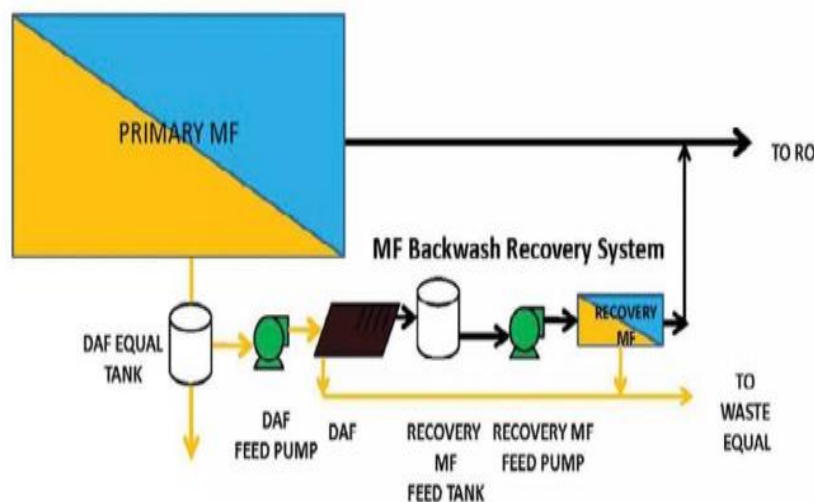 PRIMARY MF
TO RO
MF Backwash Recovery System
RECOVERY
MF
DAF EQUAL
TANK
DAF
FEED PUMP
DAF
RECOVERY
MF
FEED TANK
RECOVERY MF
FEED PUMP
TO
WASTE
EQUAL